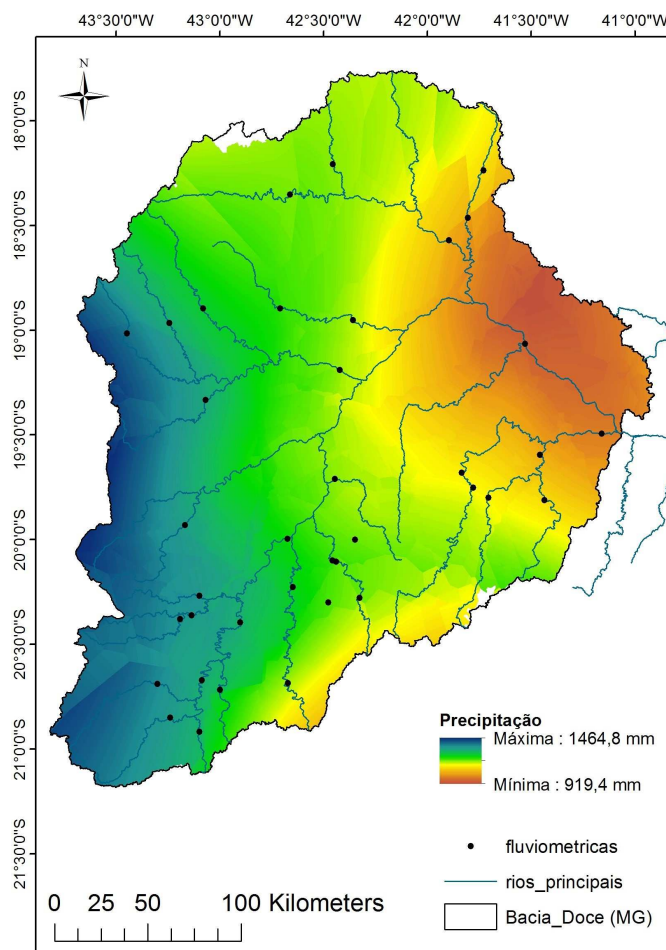 43°30'0"W 43°0'0"W 42°30'0"W 42°0'0"W 41°30'0"W 41°0'0"W
N
18°0'0"S
18°30'0"S
19°0'0"S
19°30'0"S
20°0'0"S
20°30'0"S
21°0'0"S
21°30'0"S
Precipitação
Máxima : 1464,8 mm
Mínima : 919,4 mm
fluviometricas
rios_principais
Bacia_Doce (MG)
0 25 50 100 Kilometers